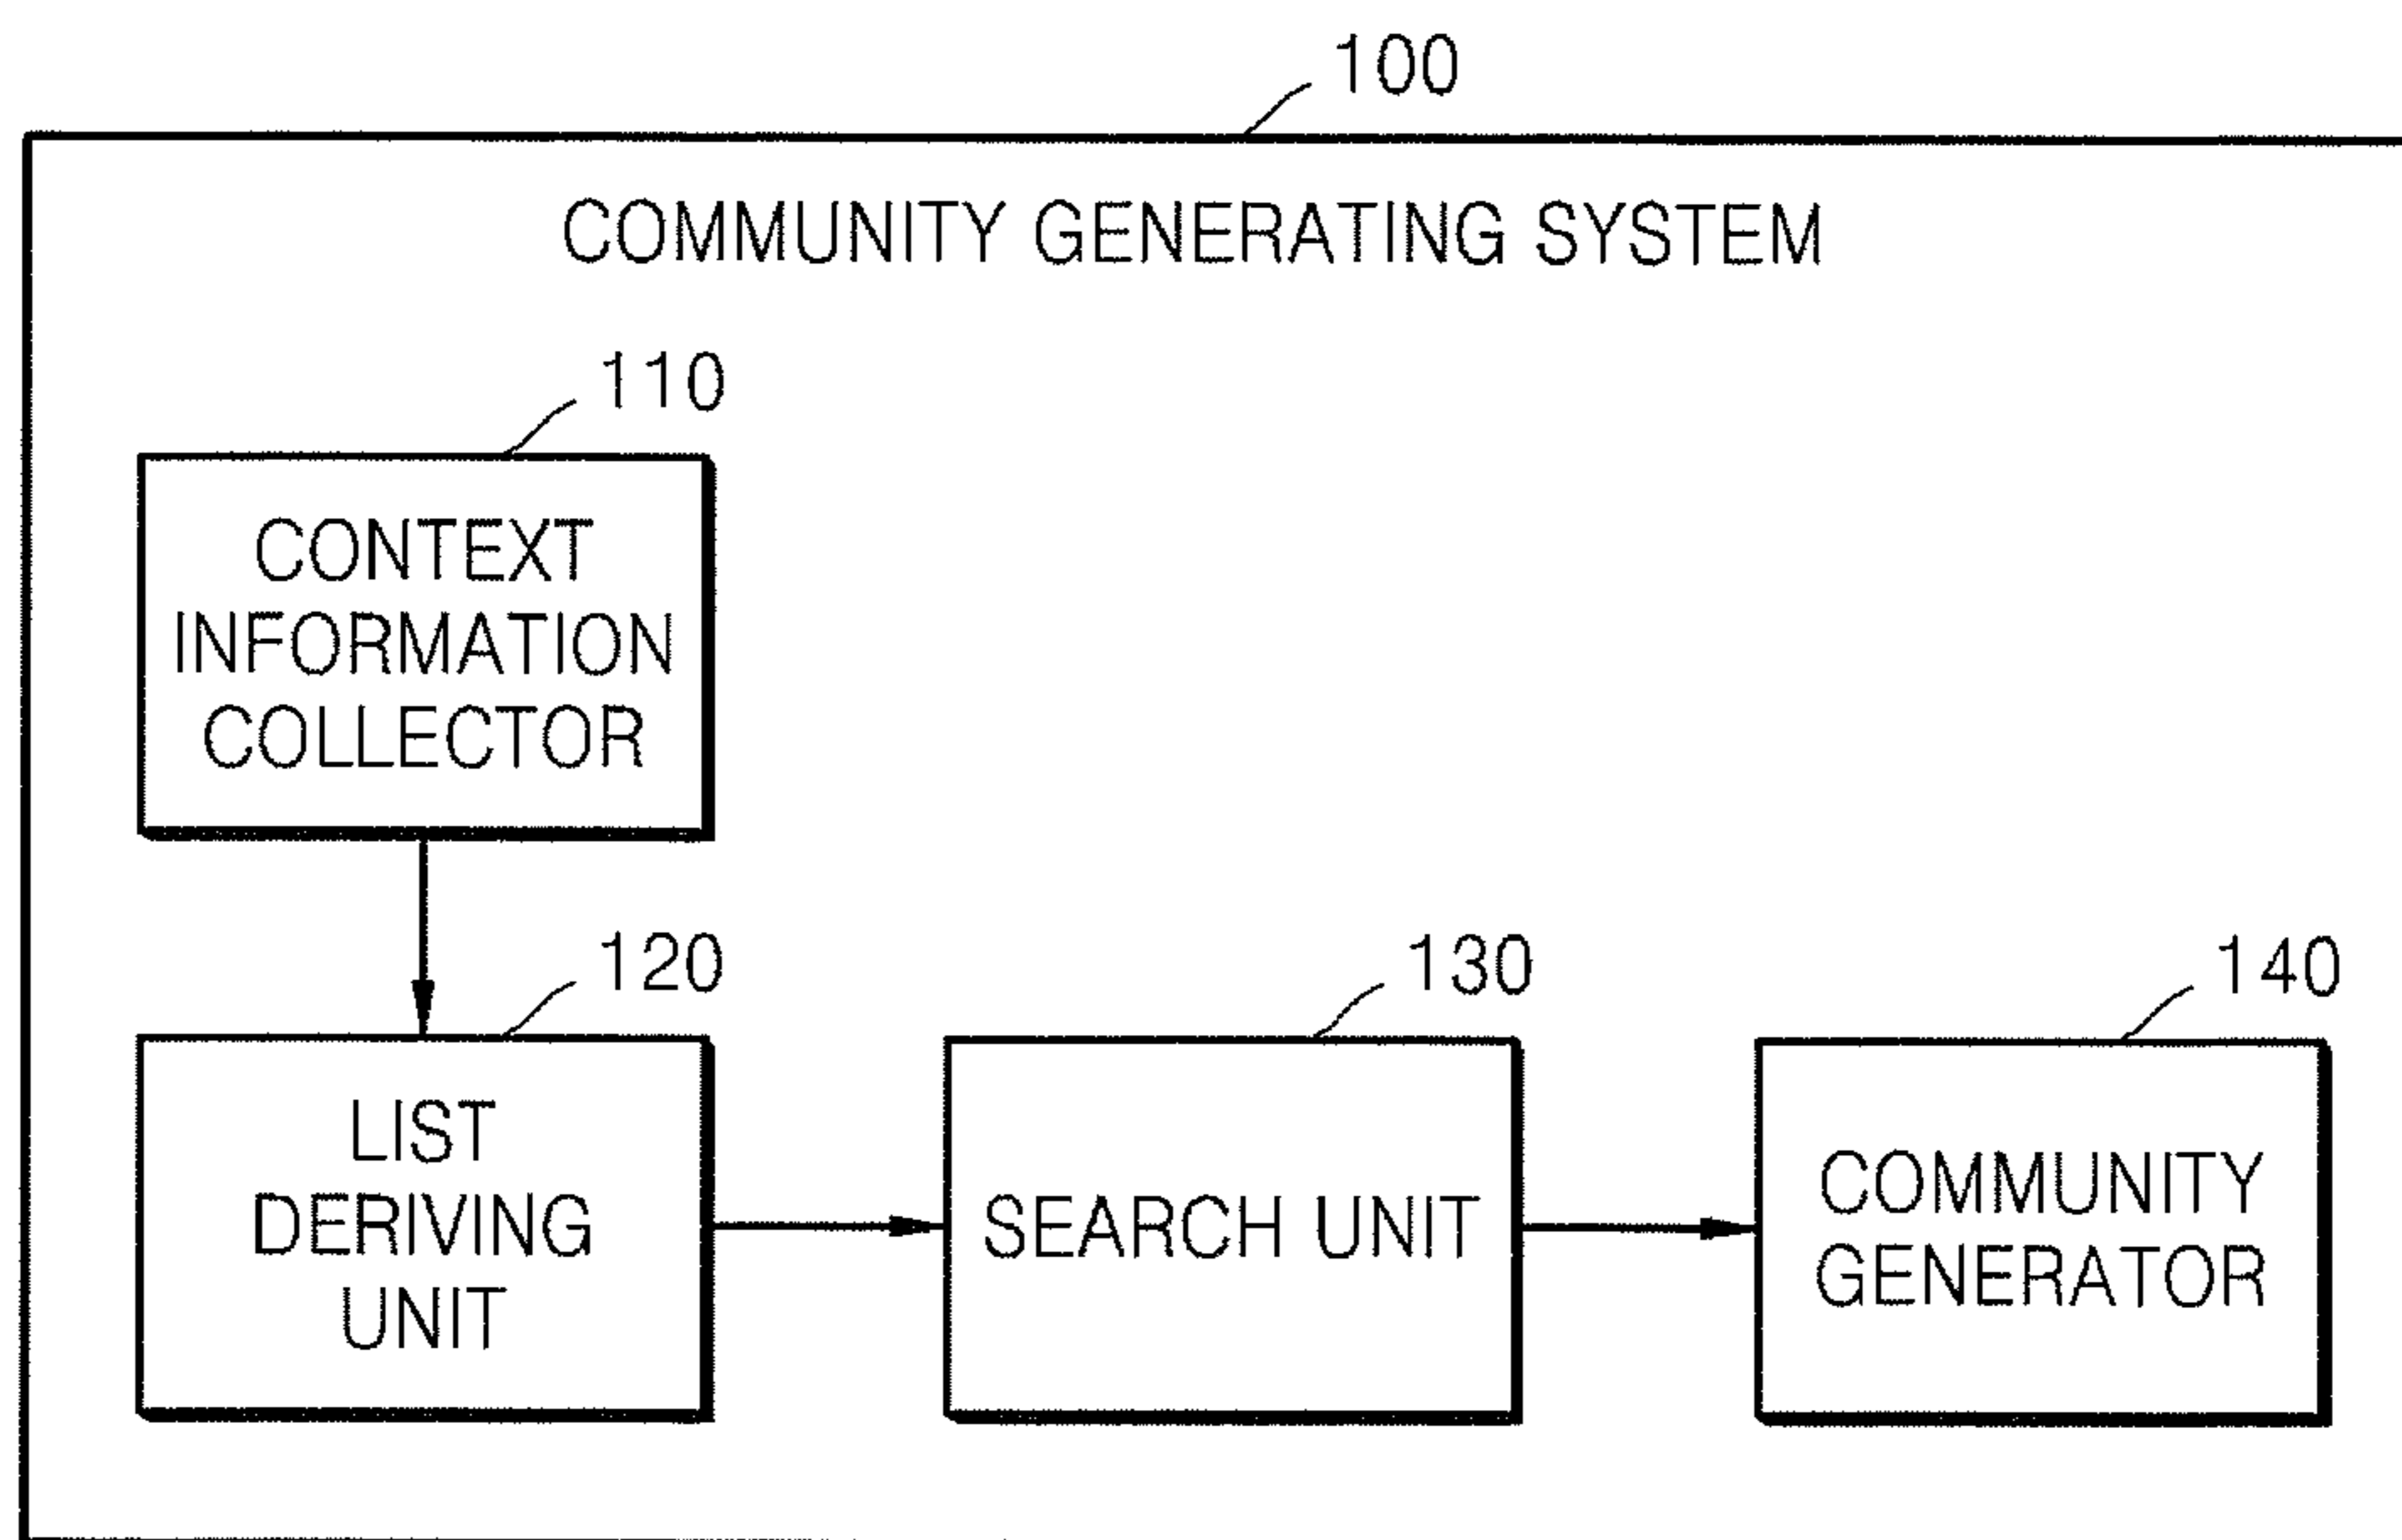 100
COMMUNITY GENERATING SYSTEM
110
CONTEXT
INFORMATION
COLLECTOR
120
LIST
DERIVING
UNIT
130
SEARCH UNIT
140
COMMUNITY
GENERATOR